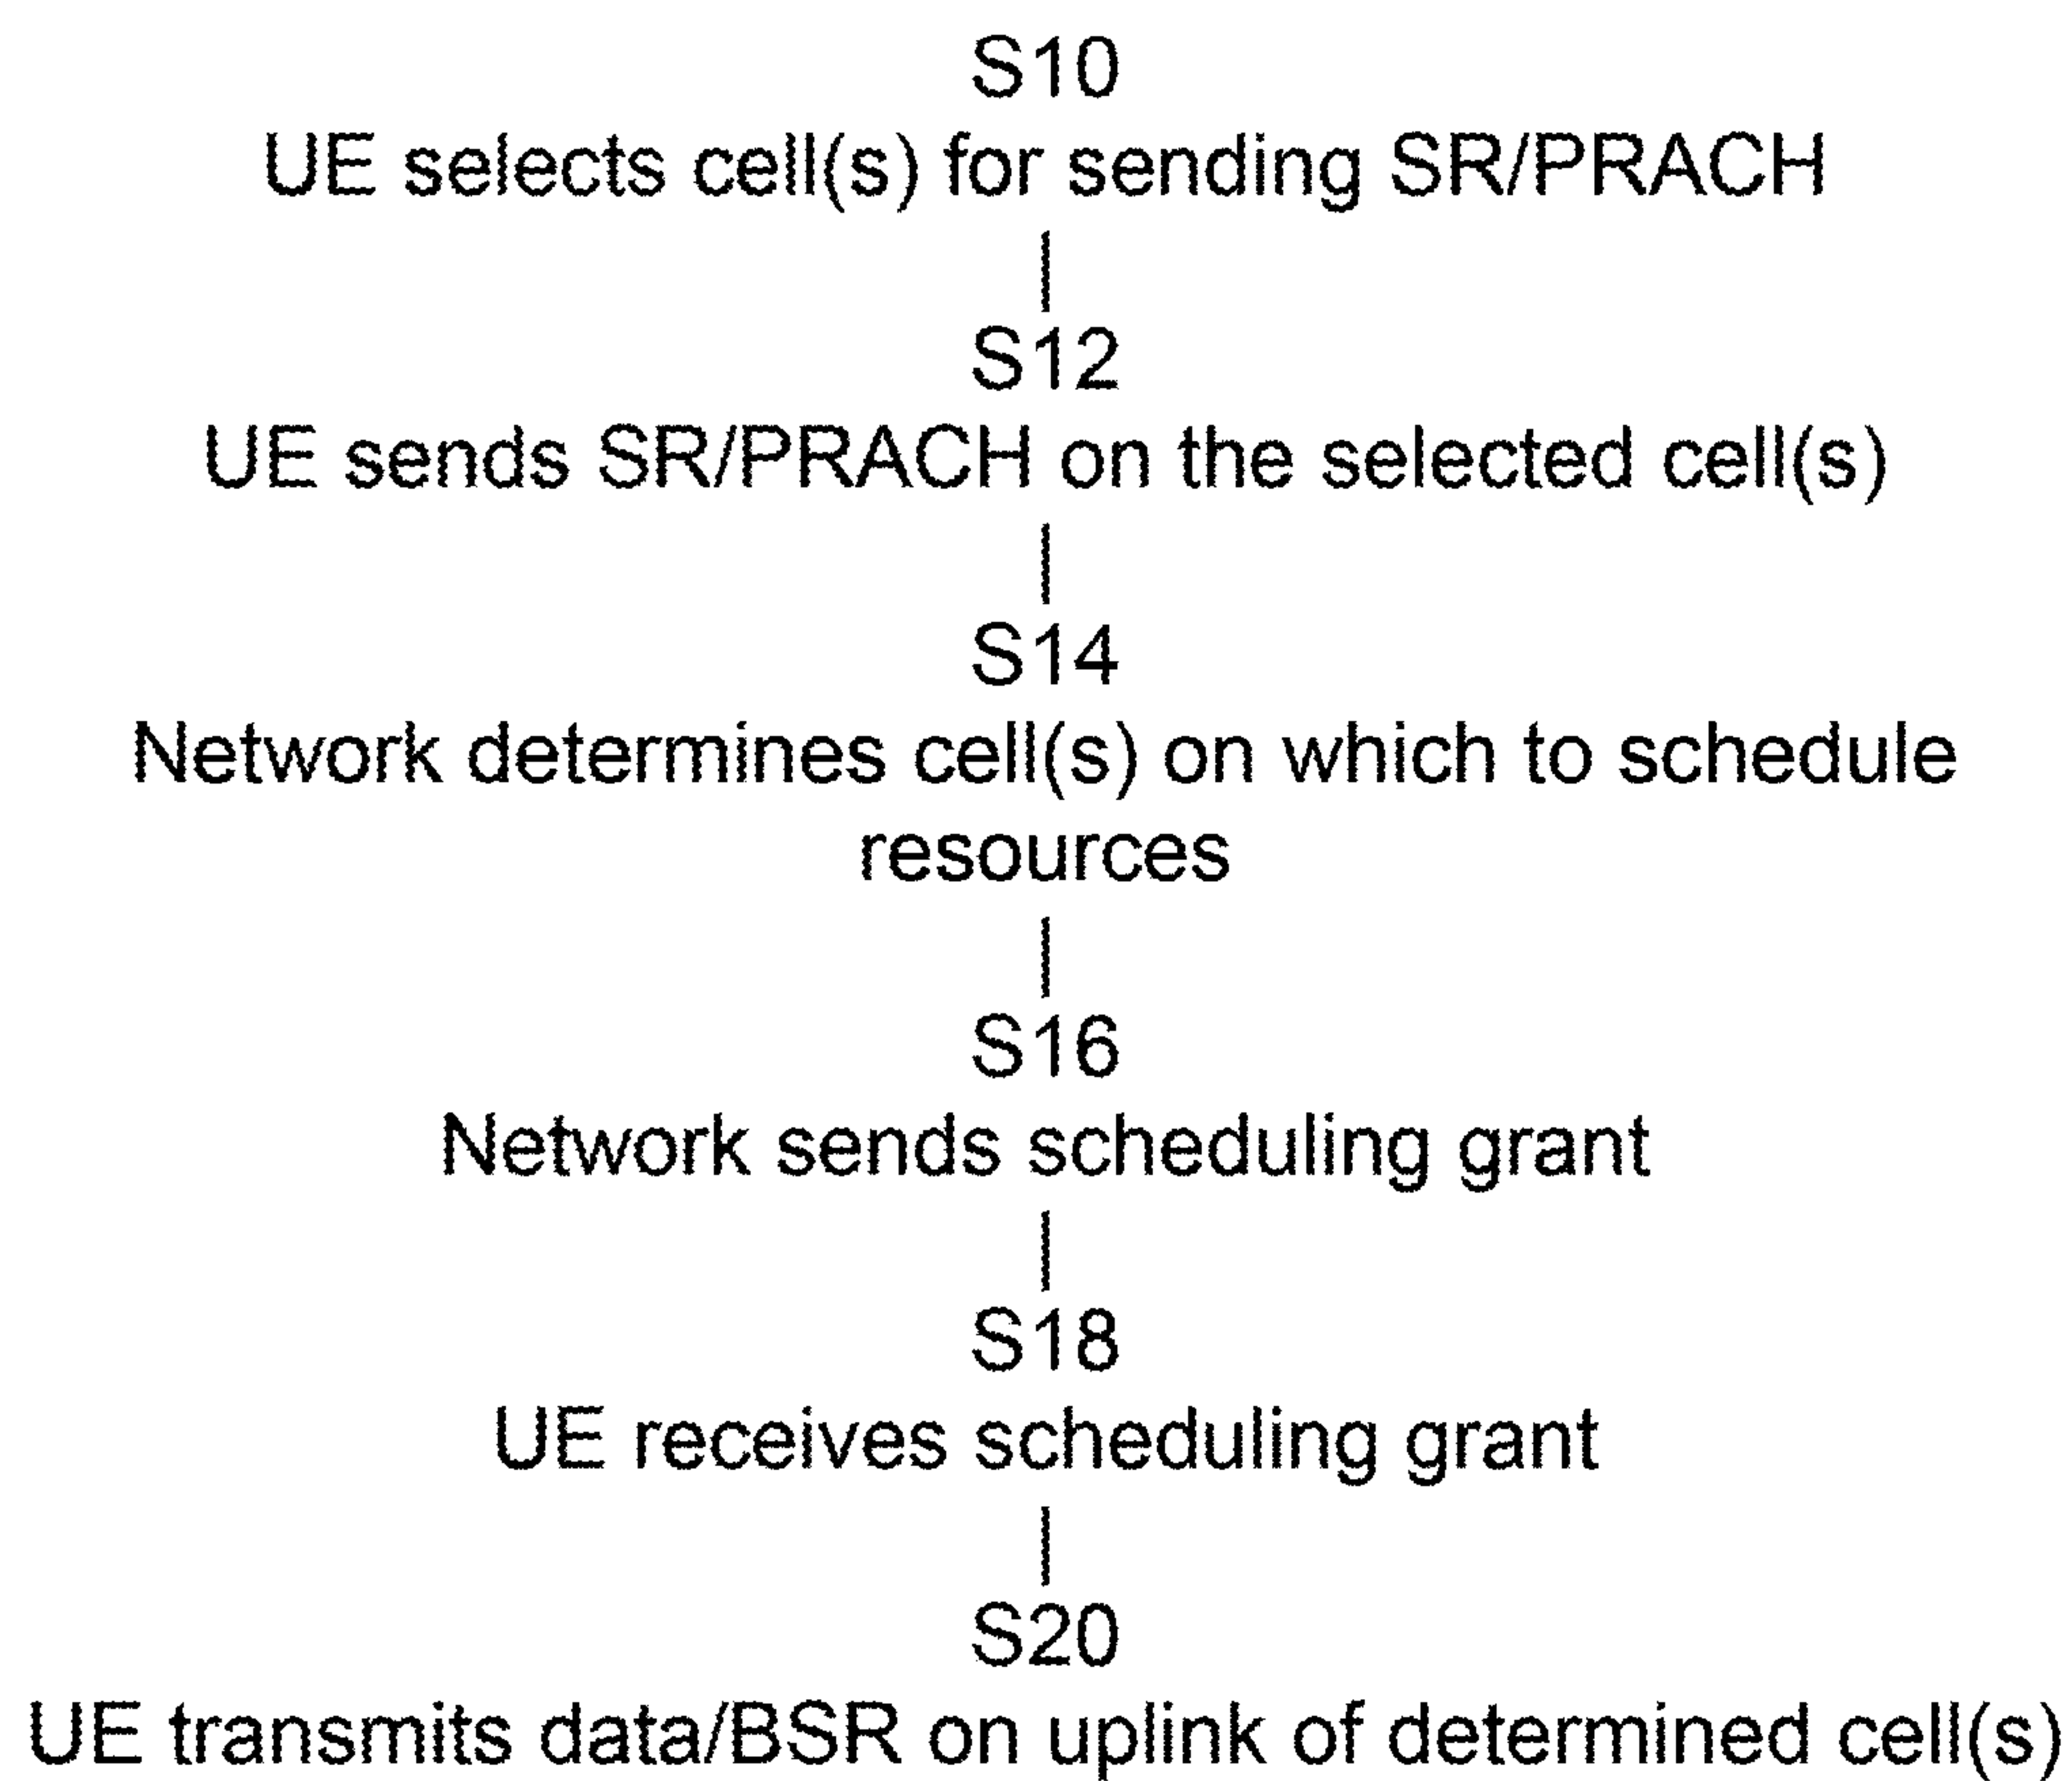 S10
UE selects cell(s) for sending SR/PRACH
S12
UE sends SR/PRACH on the selected cell(s)
S14
Network determines cell(s) on which to schedule
resources
S16
Network sends scheduling grant
S18
UE receives scheduling grant
S20
UE transmits data/BSR on uplink of determined cell(s)